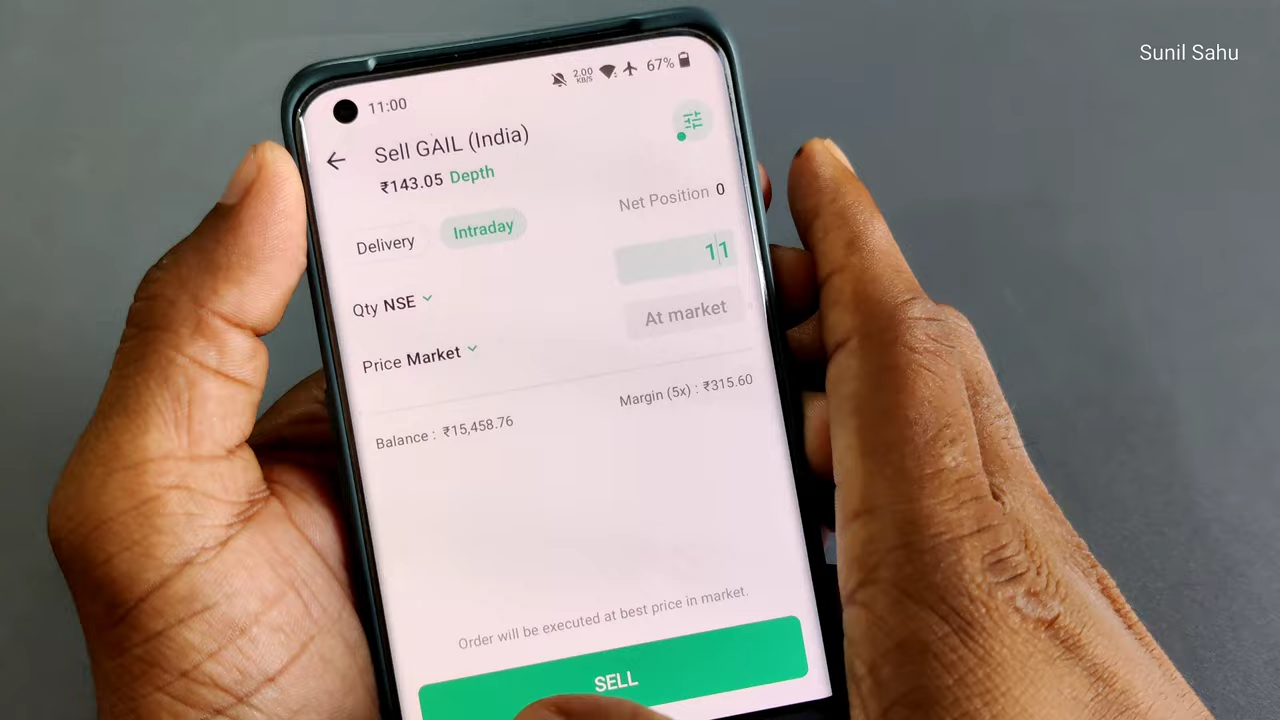 Sunil Sahu
11:00 2.00 KB/S 67%
Sell GAIL (India)
₹143.05 Depth
Net Position 0
Delivery Intraday
Qty NSE 11
Price Market At market
Balance : ₹15,458.76 Margin (5x) : ₹315.60
Order will be executed at best price in market.
SELL